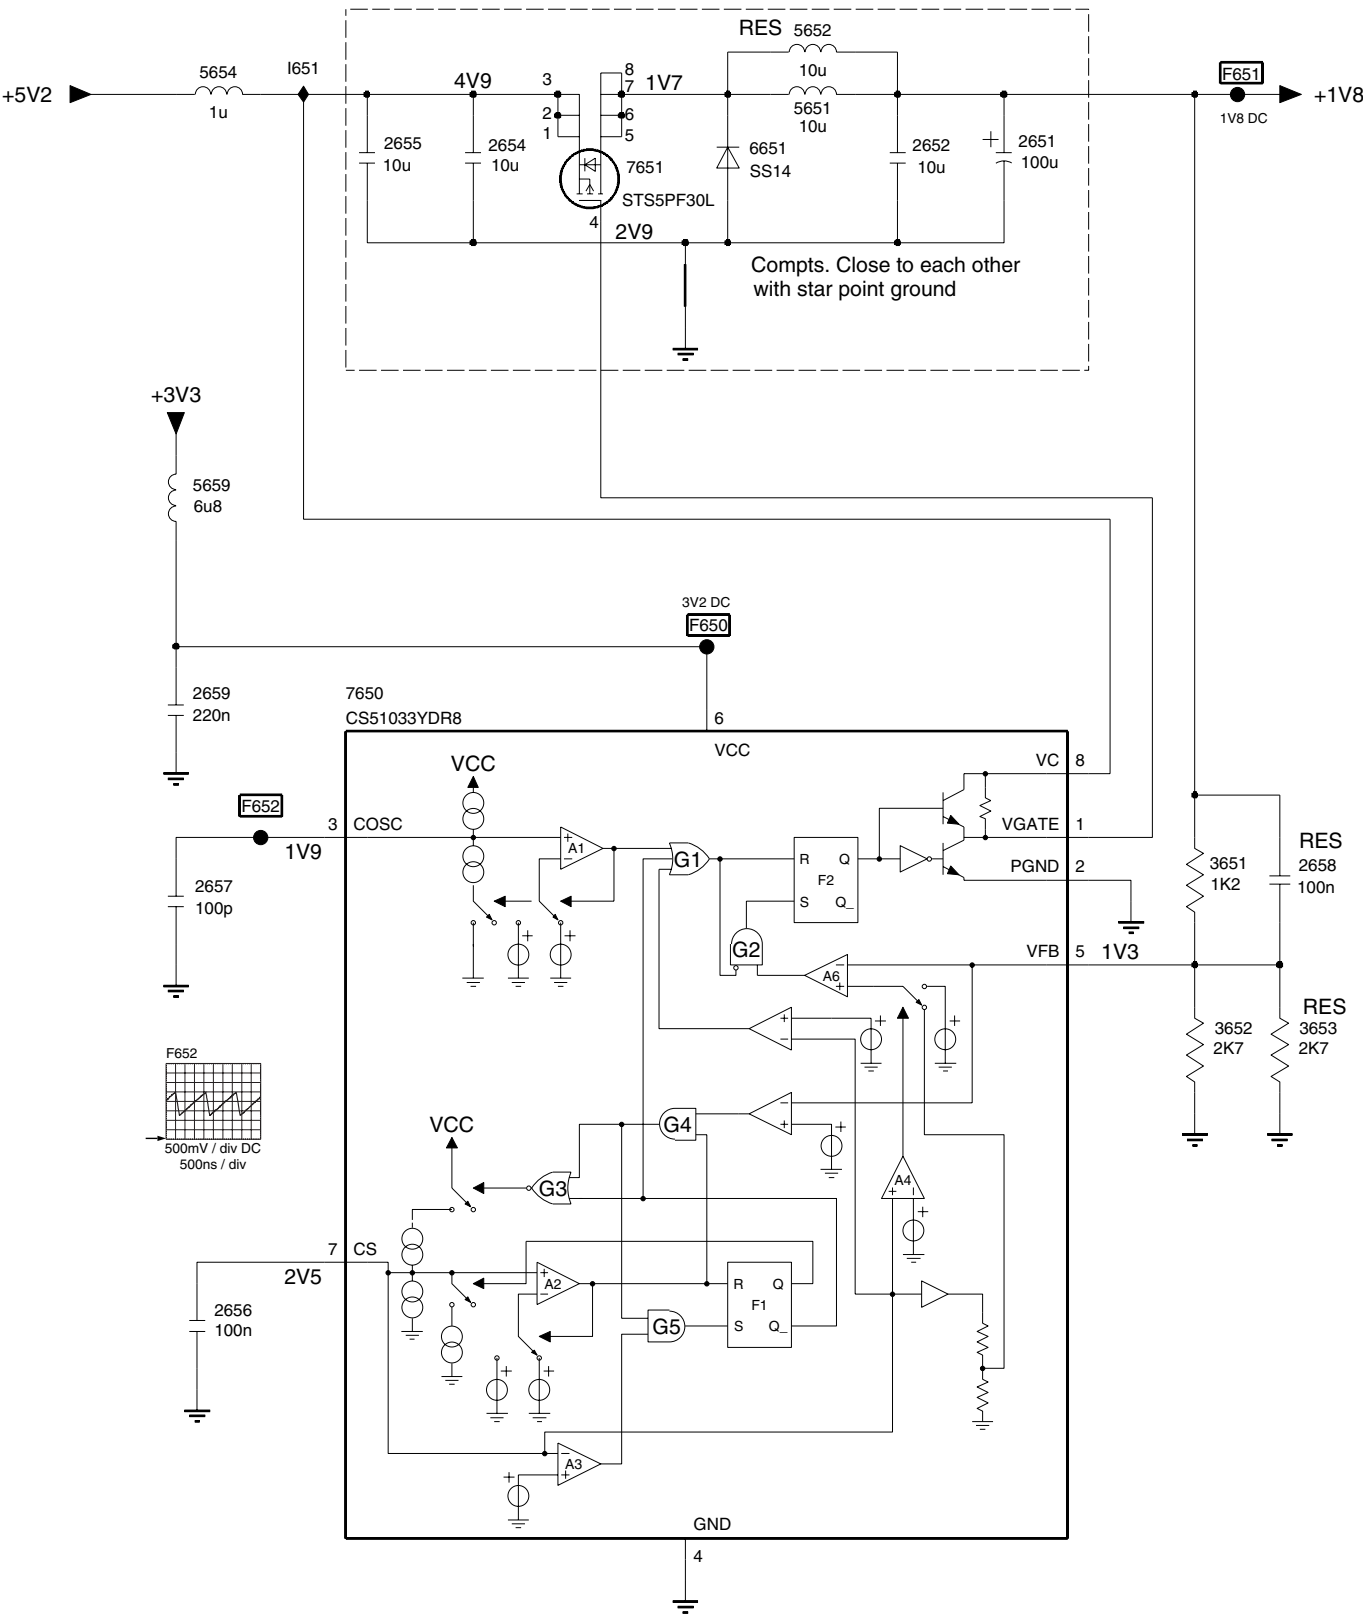 RES 5652
10u
+5V2
5654
1u
I651
4V9
3
2
1
8
7
6
5
1V7
5651
10u
F651
1V8 DC
+1V8
2655
10u
2654
10u
7651
STS5PF30L
4
2V9
6651
SS14
2652
10u
+
2651
100u
Compts. Close to each other
with star point ground
+3V3
5659
6u8
3V2 DC
F650
2659
220n
7650
CS51033YDR8
6
VCC
VCC
VC 8
F652
3 COSC
1V9
+
A1
−
G1
R Q
F2
S Q_
VGATE 1
PGND 2
2657
100p
+
+
G2
−
A6
+
VFB 5 1V3
3651
1K2
RES
2658
100n
3652
2K7
RES
3653
2K7
+
−
+
+
F652
500mV / div DC
500ns / div
VCC
G4
−
+
+
G3
A4
+ −
+
7 CS
2V5
2656
100n
+
A2
−
R Q
F1
S Q_
G5
+
+
−
A3
+
+
GND
4